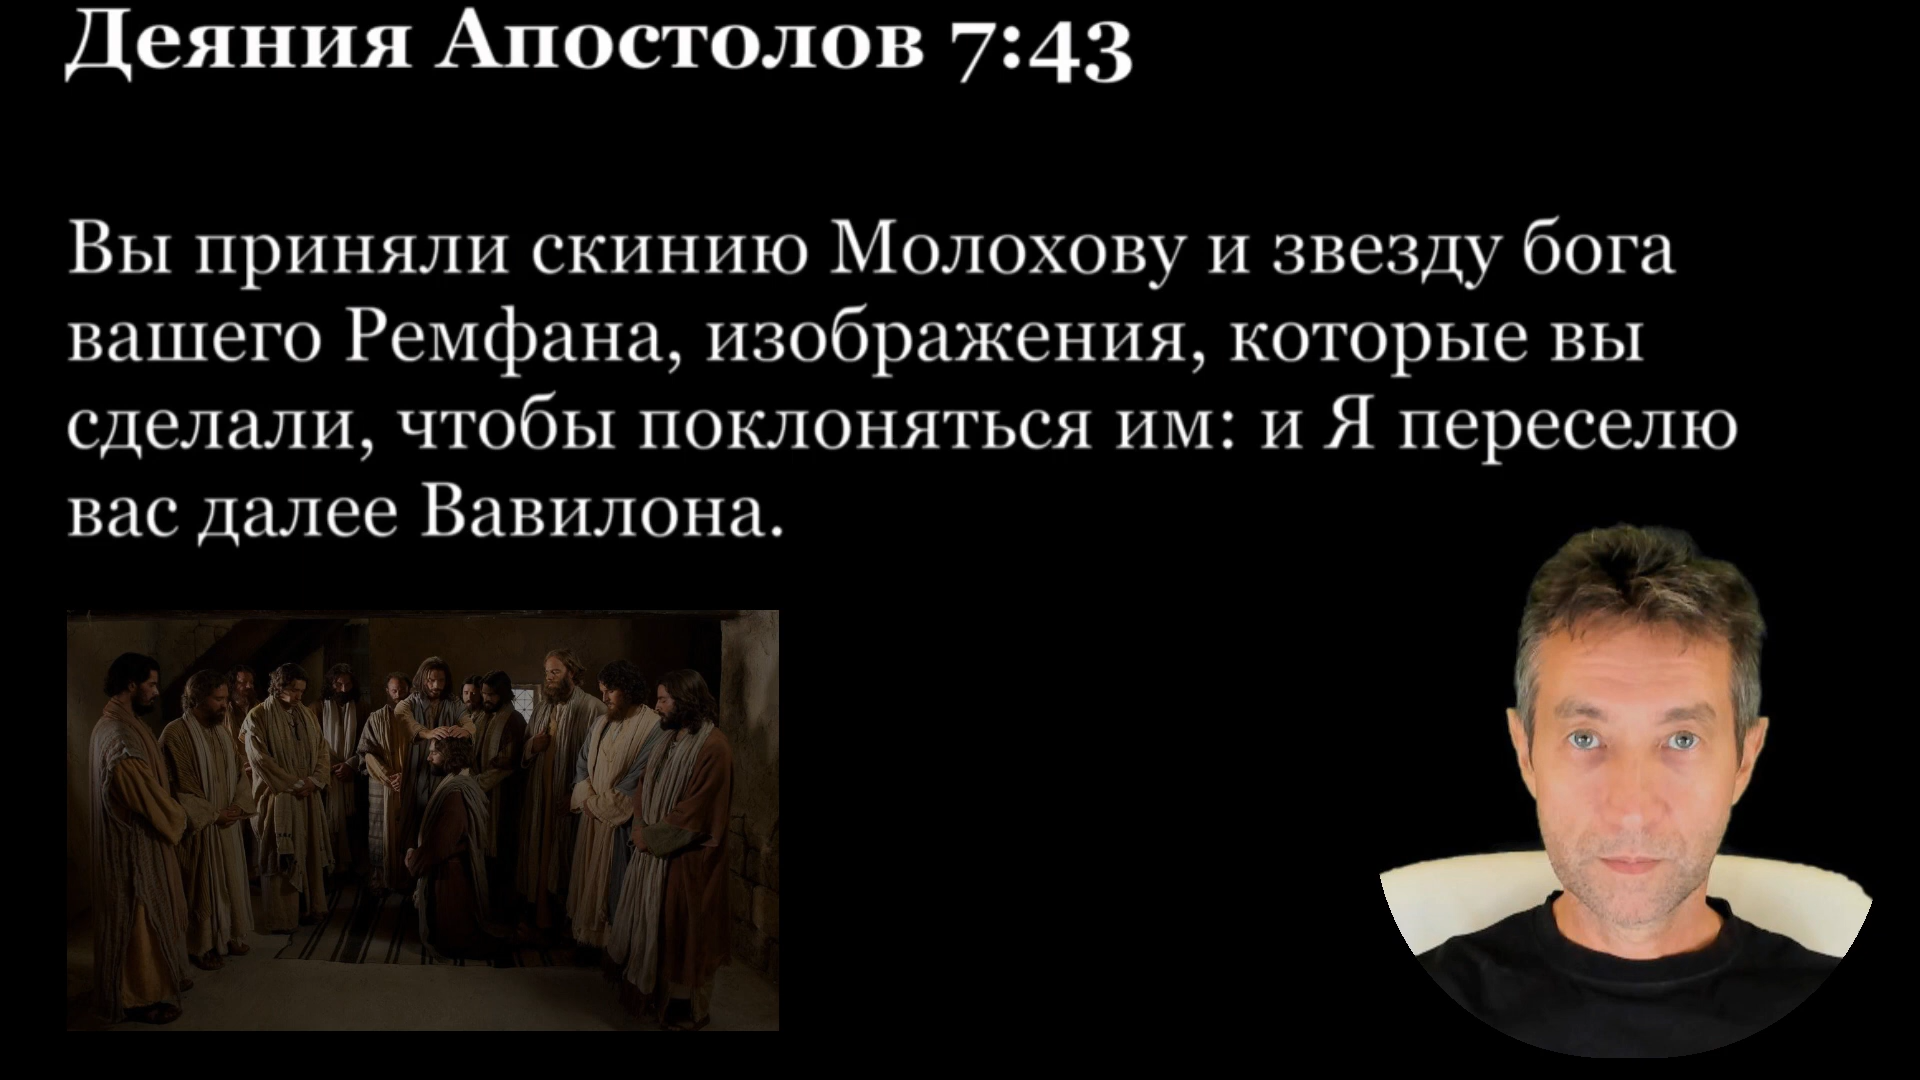 Деяния Апостолов 7:43
Вы приняли скинию Молохову и звезду бога
вашего Ремфана, изображения, которые вы
сделали, чтобы поклоняться им: и Я переселю
вас далее Вавилона.